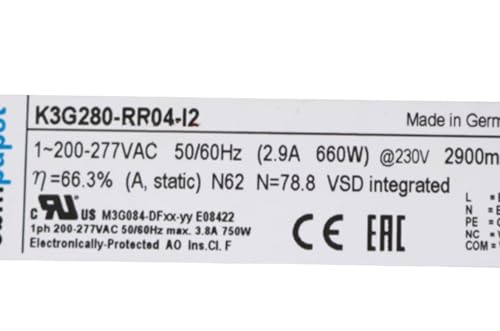 K3G280-RR04-I2 Made in Germ
1~200-277VAC 50/60Hz (2.9A 660W) @230V 2900m
η=66.3% (A, static) N62 N=78.8 VSD integrated
c UR US M3G084-DFxx-yy E08422
1ph 200-277VAC 50/60Hz max. 3.8A 750W
Electronically-Protected AO Ins.Cl. F
CE EAC
L =
N = E
PE = 
NC = 
COM =